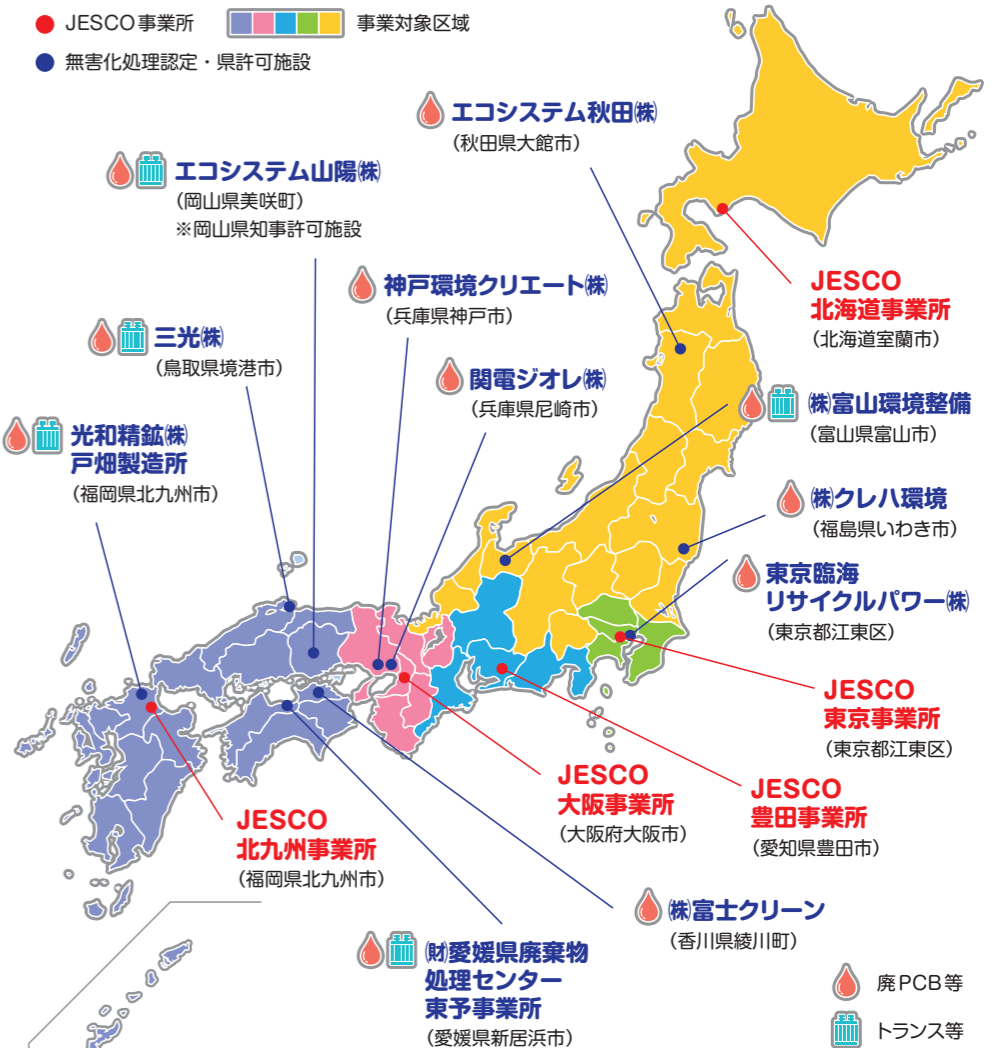 JESCO事業所
事業対象区域
無害化処理認定・県許可施設
エコシステム秋田㈱
(秋田県大館市)
エコシステム山陽㈱
(岡山県美咲町)
※岡山県知事許可施設
JESCO
北海道事業所
(北海道室蘭市)
神戸環境クリエート㈱
(兵庫県神戸市)
三光㈱
(鳥取県境港市)
関電ジオレ㈱
(兵庫県尼崎市)
㈱富山環境整備
(富山県富山市)
光和精鉱㈱
戸畑製造所
(福岡県北九州市)
㈱クレハ環境
(福島県いわき市)
東京臨海
リサイクルパワー㈱
(東京都江東区)
JESCO
東京事業所
(東京都江東区)
JESCO
大阪事業所
(大阪府大阪市)
JESCO
豊田事業所
(愛知県豊田市)
JESCO
北九州事業所
(福岡県北九州市)
㈱富士クリーン
(香川県綾川町)
㈶愛媛県廃棄物
処理センター
東予事業所
(愛媛県新居浜市)
廃PCB等
トランス等